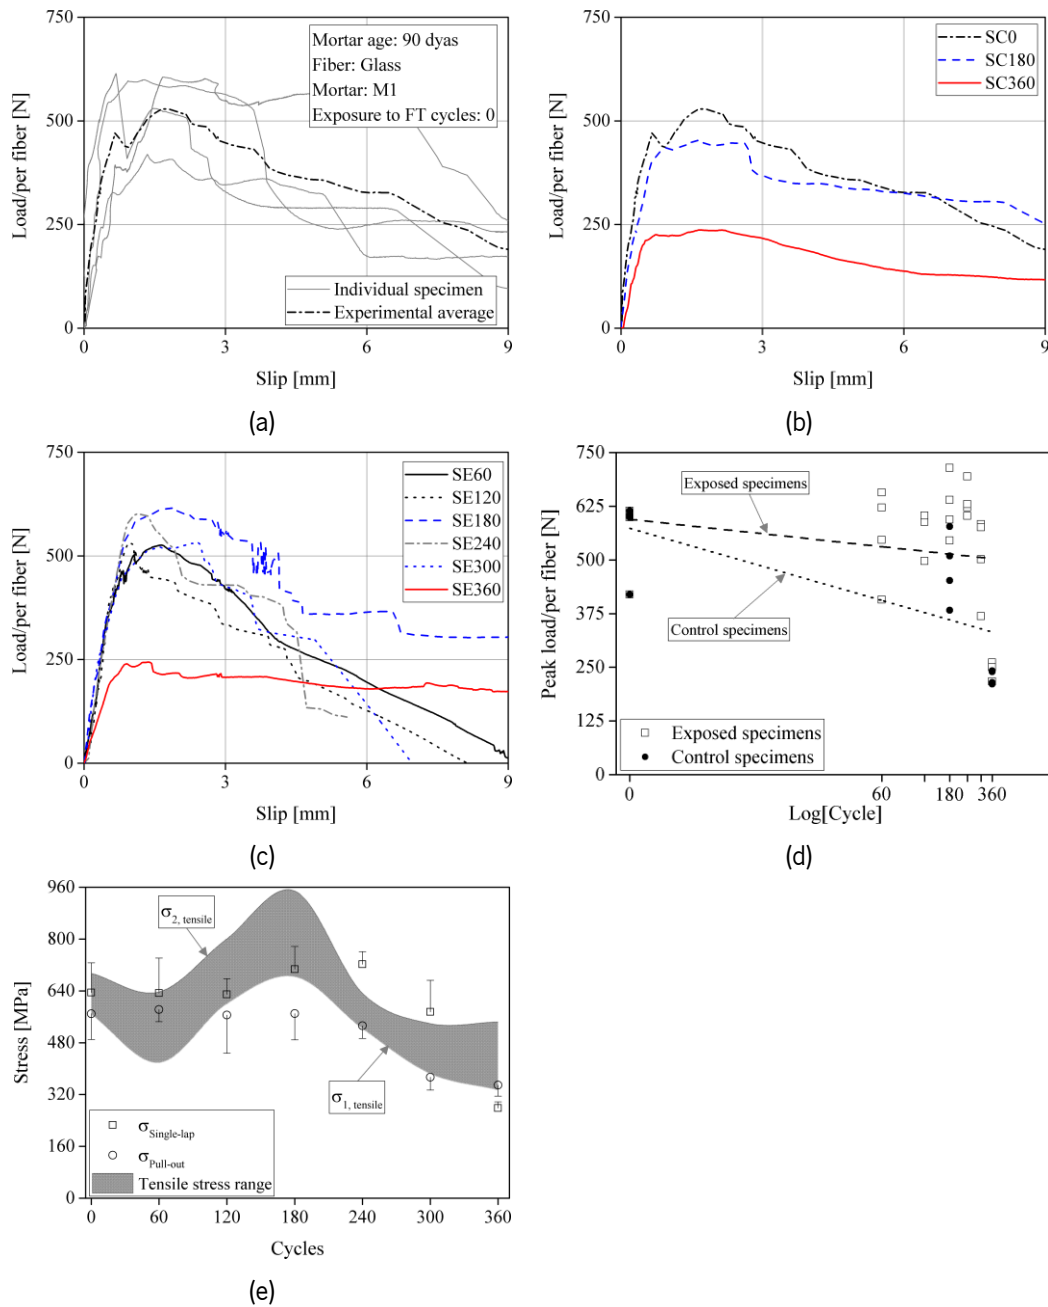 750
500
250
0
Load/per fiber [N]
Mortar age: 90 dyas
Fiber: Glass
Mortar: M1
Exposure to FT cycles: 0
Individual specimen
Experimental average
0 3 6 9
Slip [mm]
(a)
750
500
250
0
Load/per fiber [N]
SC0
SC180
SC360
0 3 6 9
Slip [mm]
(b)
750
500
250
0
Load/per fiber [N]
SE60
SE120
SE180
SE240
SE300
SE360
0 3 6 9
Slip [mm]
(c)
750
625
500
375
250
125
0
Peak load/per fiber [N]
Exposed specimens
Control specimens
Exposed specimens
Control specimens
0 60 180 360
Log[Cycle]
(d)
960
800
640
480
320
160
0
Stress [MPa]
σ2, tensile
σ1, tensile
σSingle-lap
σPull-out
Tensile stress range
0 60 120 180 240 300 360
Cycles
(e)